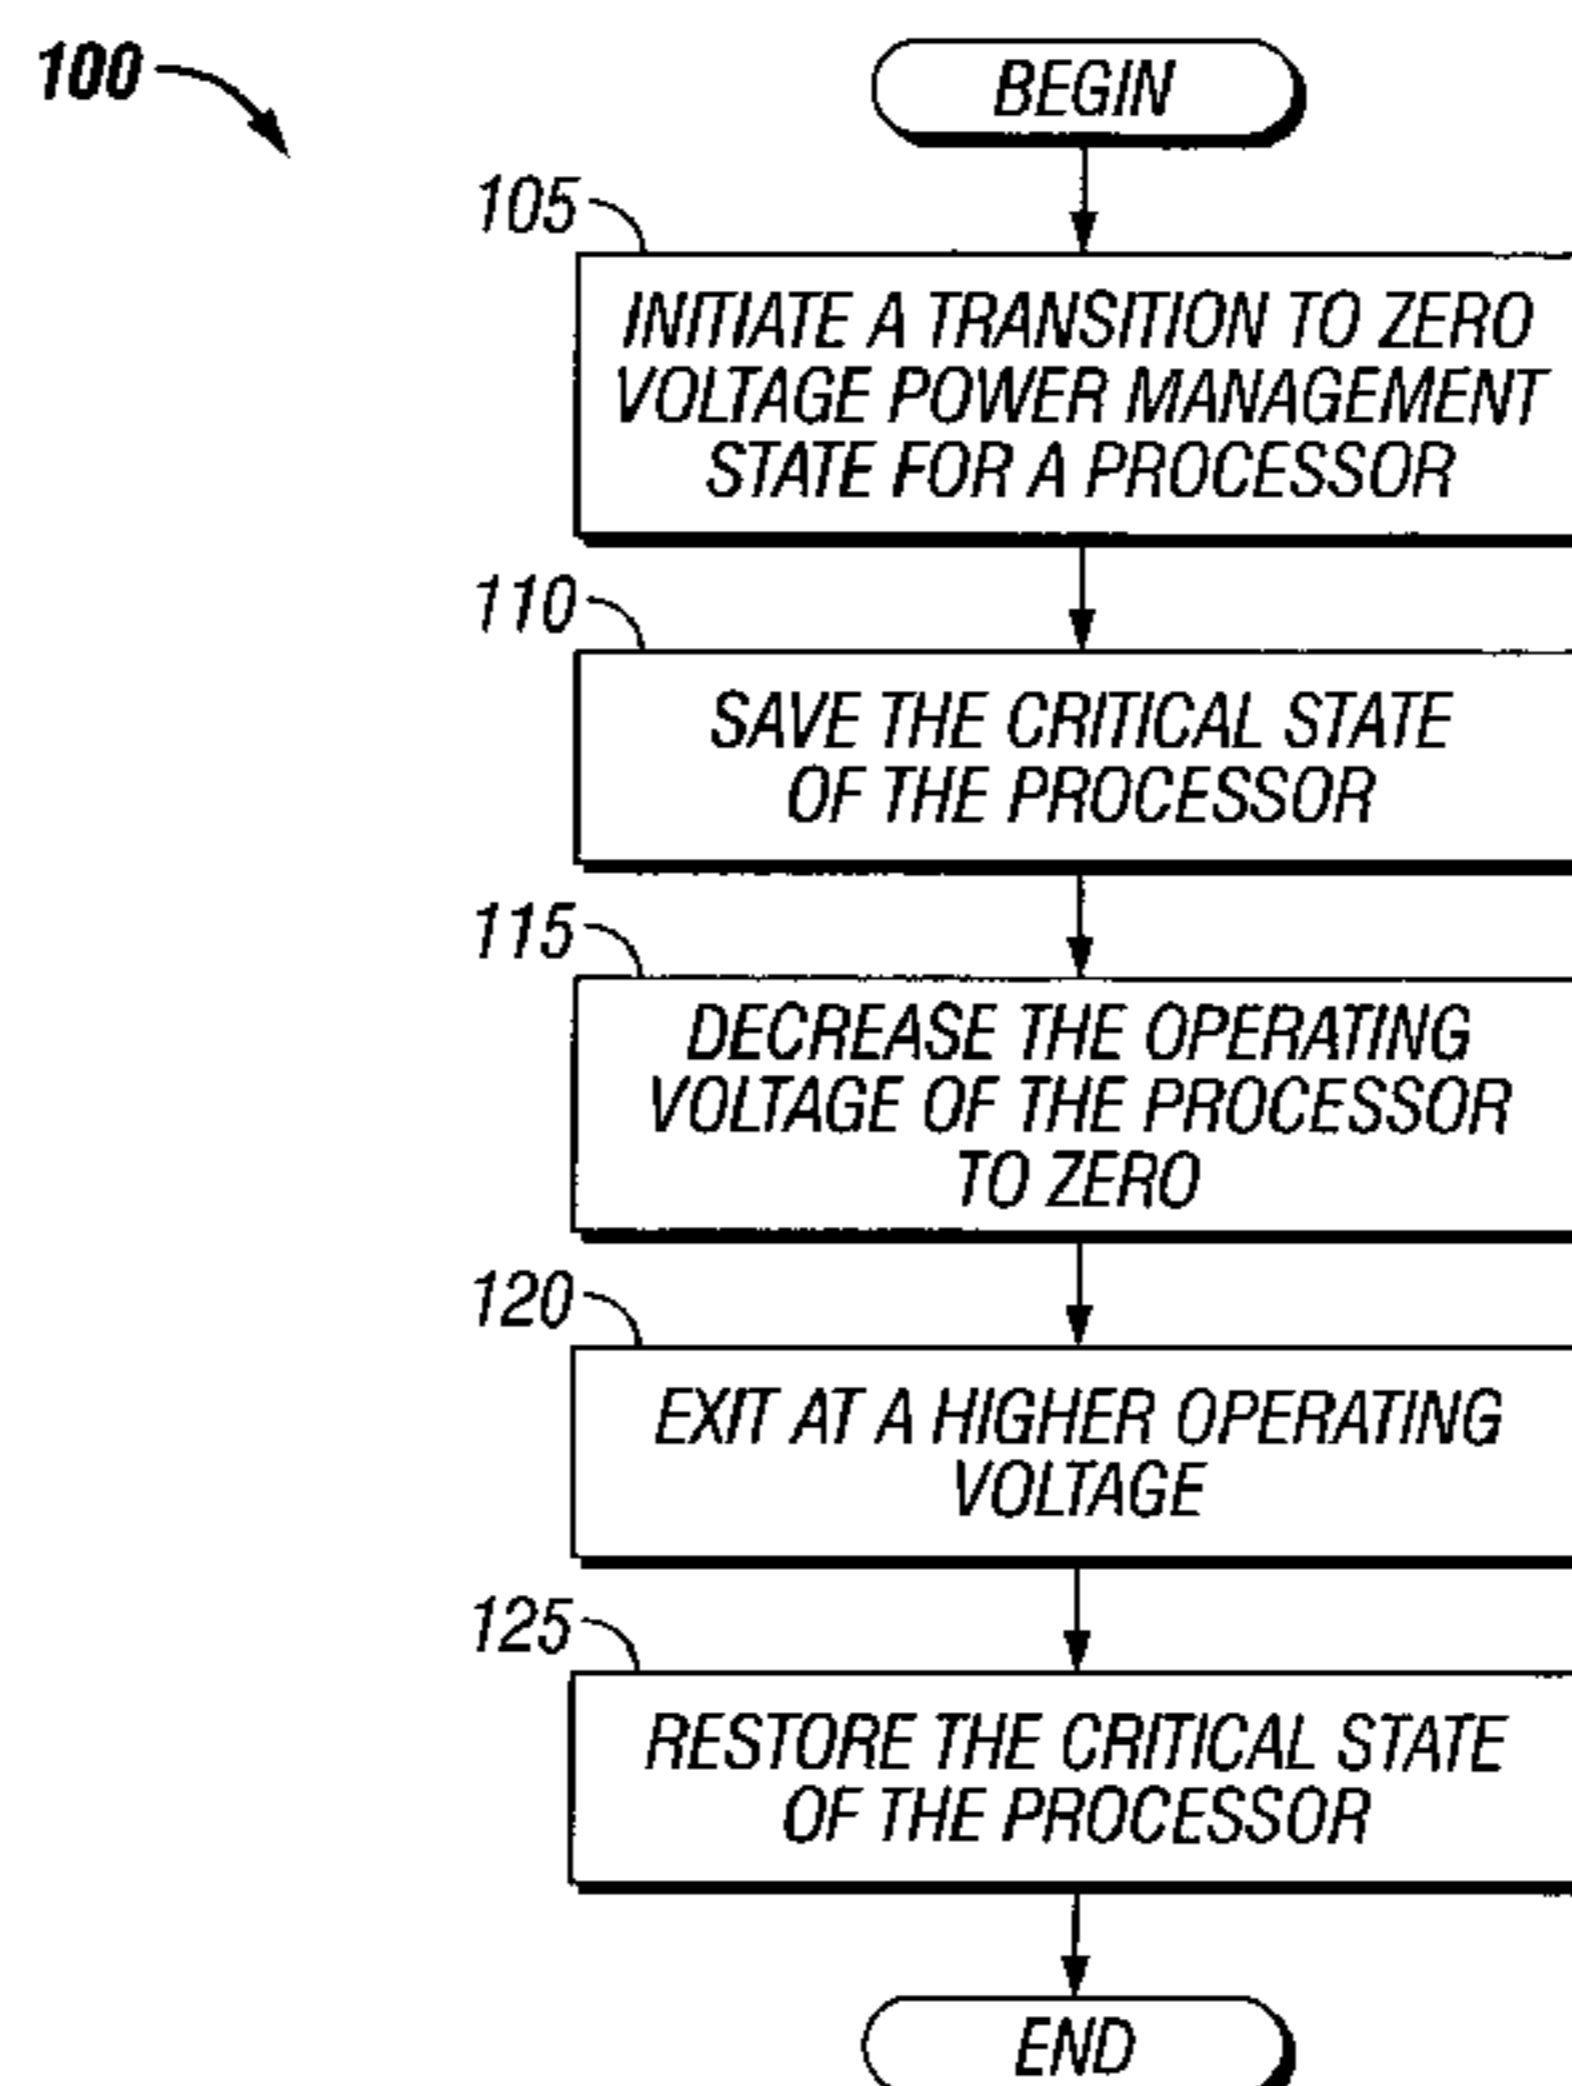 100
BEGIN
105
INITIATE A TRANSITION TO ZERO
VOLTAGE POWER MANAGEMENT
STATE FOR A PROCESSOR
110
SAVE THE CRITICAL STATE
OF THE PROCESSOR
115
DECREASE THE OPERATING
VOLTAGE OF THE PROCESSOR
TO ZERO
120
EXIT AT A HIGHER OPERATING
VOLTAGE
125
RESTORE THE CRITICAL STATE
OF THE PROCESSOR
END